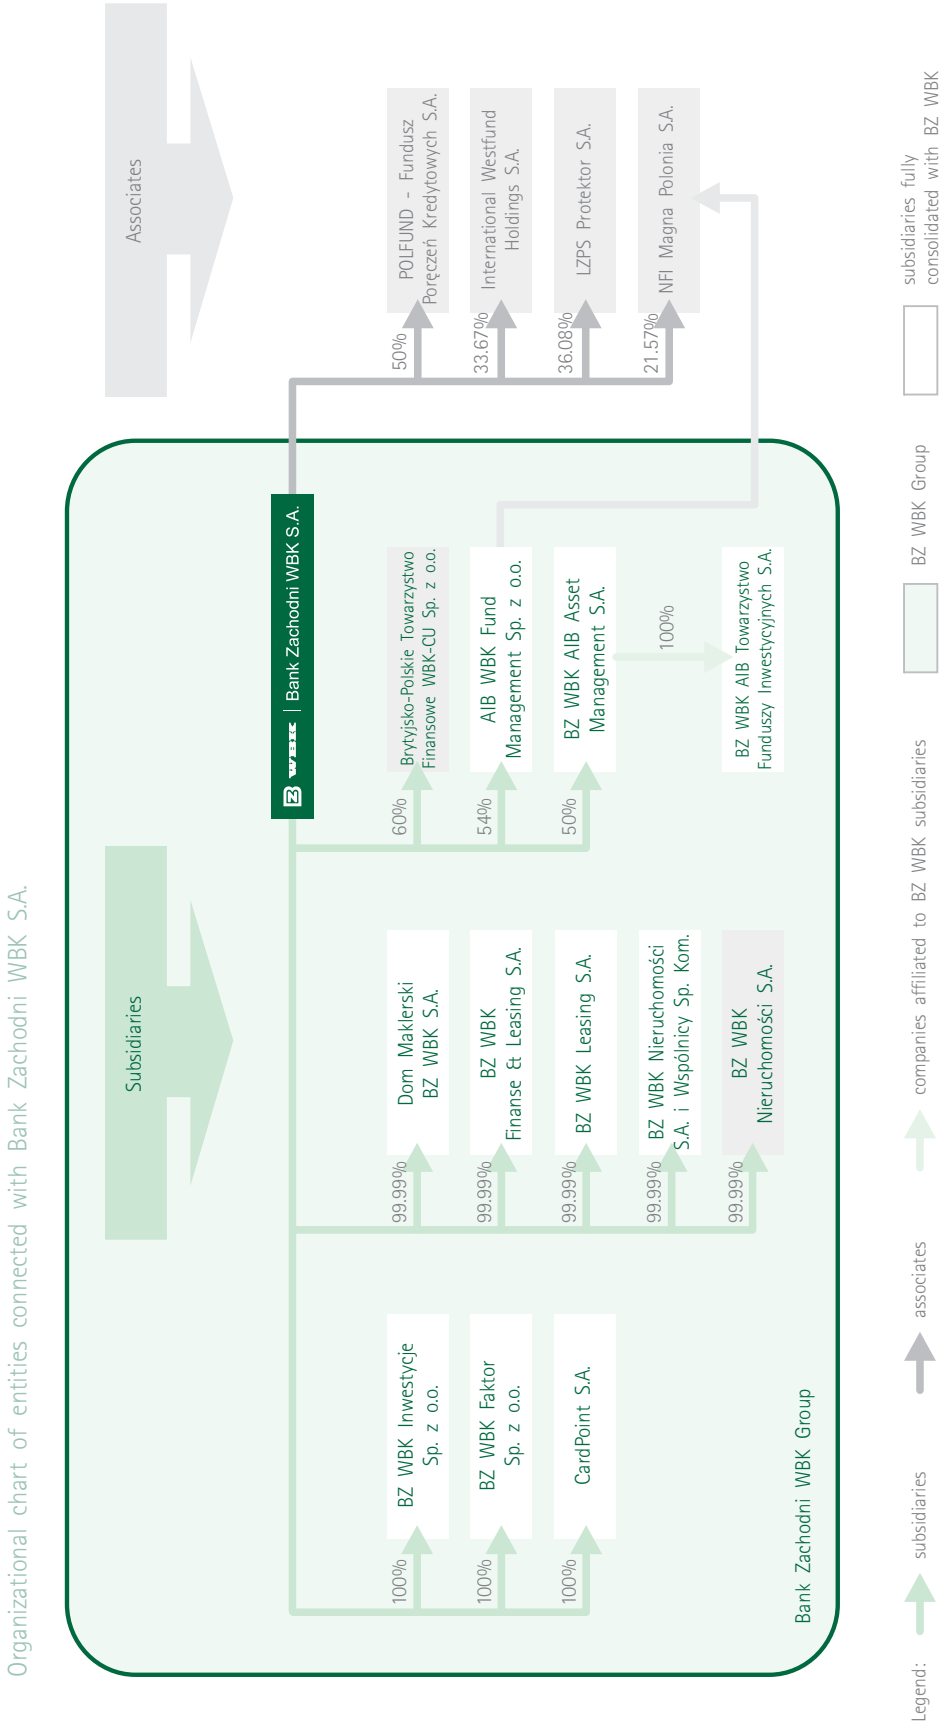 Organizational chart of entities connected with Bank Zachodni WBK S.A.
Subsidiaries
Associates
BZ WBK | Bank Zachodni WBK S.A.
100%
BZ WBK Inwestycje
Sp. z o.o.
100%
BZ WBK Faktor
Sp. z o.o.
100%
CardPoint S.A.
99.99%
Dom Maklerski
BZ WBK S.A.
99.99%
BZ WBK
Finanse & Leasing S.A.
99.99%
BZ WBK Leasing S.A.
99.99%
BZ WBK Nieruchomości
S.A. i Wspólnicy Sp. Kom.
99.99%
BZ WBK
Nieruchomości S.A.
60%
Brytyjsko-Polskie Towarzystwo
Finansowe WBK-CU Sp. z o.o.
54%
AIB WBK Fund
Management Sp. z o.o.
50%
BZ WBK AIB Asset
Management S.A.
100%
BZ WBK AIB Towarzystwo
Funduszy Inwestycyjnych S.A.
50%
POLFUND - Fundusz
Poręczeń Kredytowych S.A.
33.67%
International Westfund
Holdings S.A.
36.08%
LZPS Protektor S.A.
21.57%
NFI Magna Polonia S.A.
Bank Zachodni WBK Group
Legend:
subsidiaries
associates
companies affiliated to BZ WBK subsidiaries
BZ WBK Group
subsidiaries fully
consolidated with BZ WBK